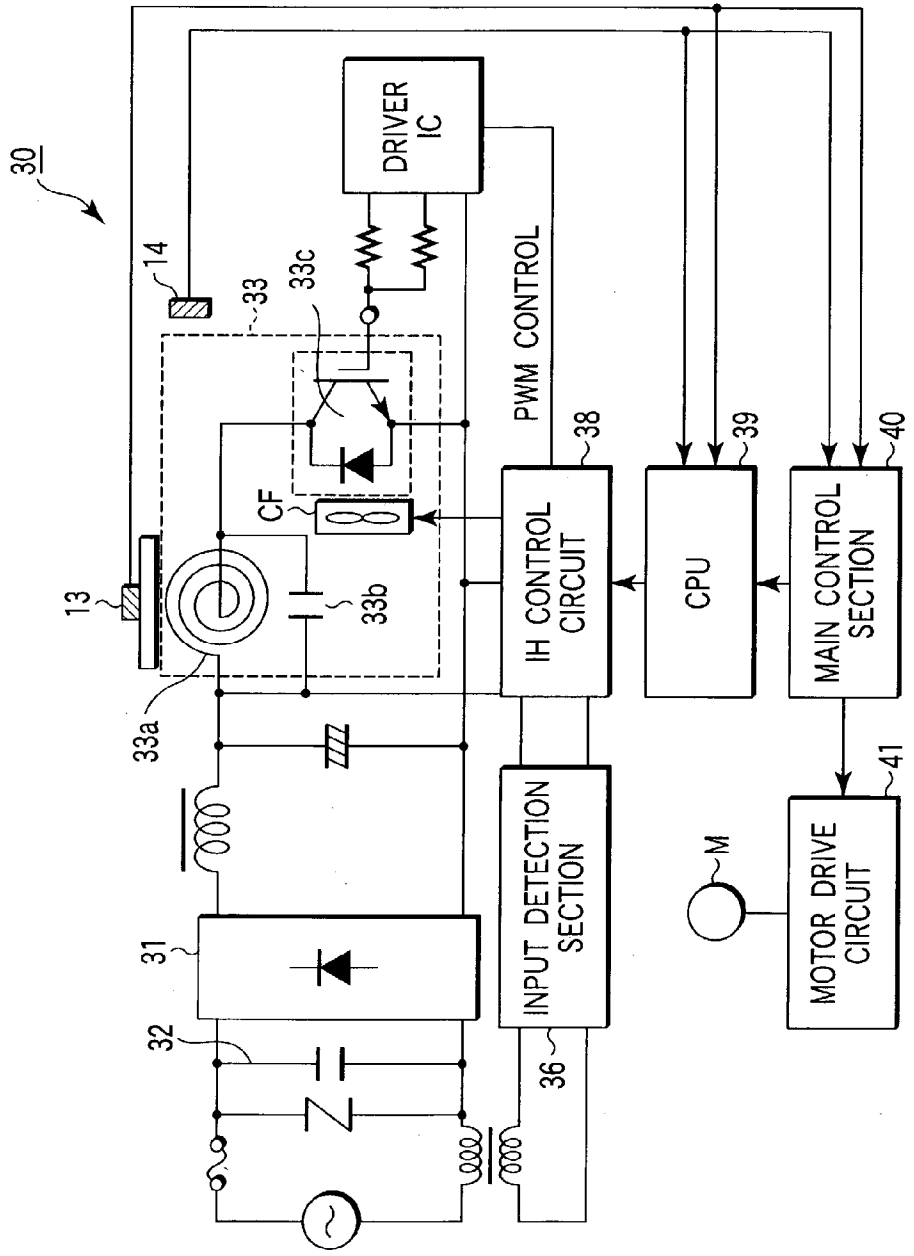 30
14
33
33c
DRIVER
IC
PWM CONTROL
13
33a
33b
CF
31
32
36
INPUT DETECTION
SECTION
38
IH CONTROL
CIRCUIT
39
CPU
40
MAIN CONTROL
SECTION
41
MOTOR DRIVE
CIRCUIT
M